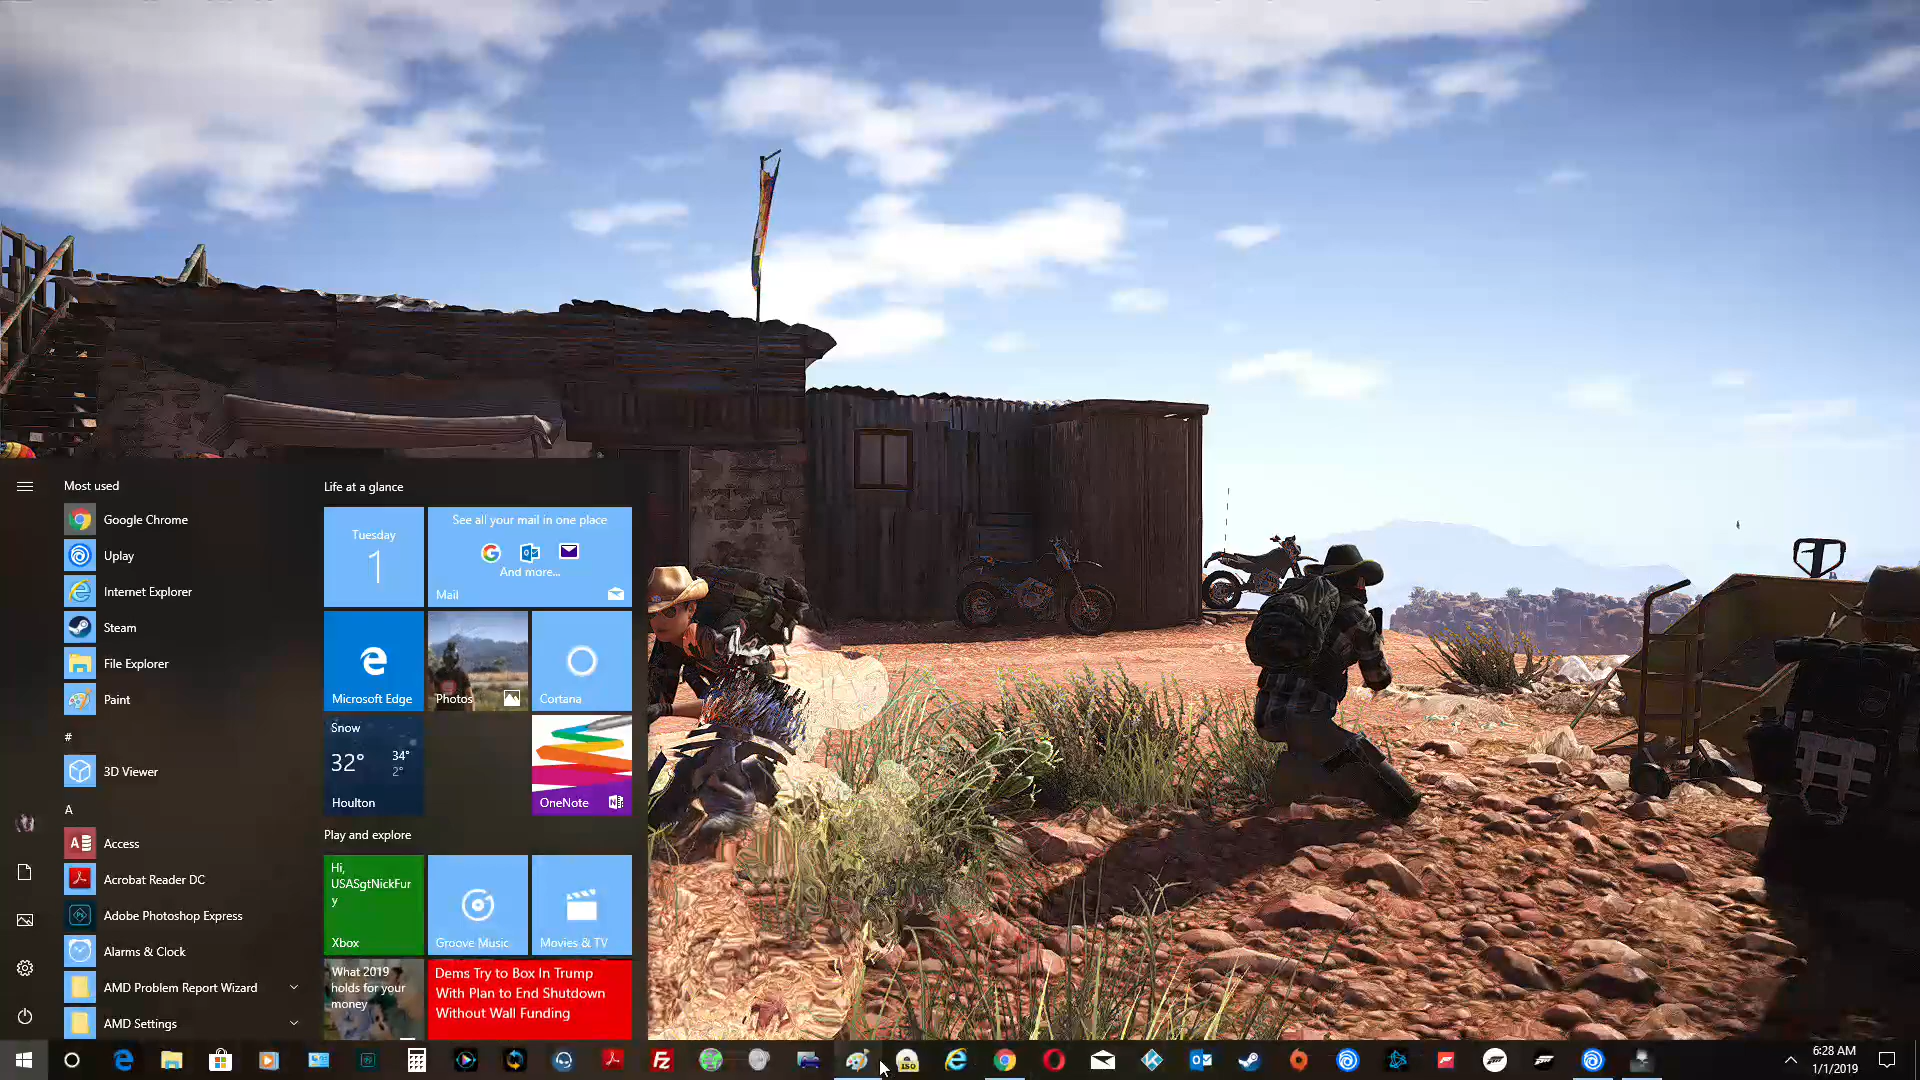 Most used
Google Chrome
Uplay
Internet Explorer
Steam
File Explorer
Paint
#
3D Viewer
A
Access
Acrobat Reader DC
Adobe Photoshop Express
Alarms & Clock
AMD Problem Report Wizard
AMD Settings
Life at a glance
Tuesday
1
See all your mail in one place
And more...
Mail
Microsoft Edge
Photos
Cortana
Snow
32°
34°
2°
Houlton
OneNote
Play and explore
Hi,
USASgtNickFur
y
Xbox
Groove Music
Movies & TV
What 2019
holds for your
money
Dems Try to Box In Trump
With Plan to End Shutdown
Without Wall Funding
ISO
6:28 AM
1/1/2019